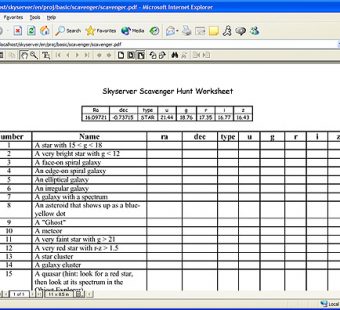 ost/skyserver/en/proj/basic/scavenger/scavenger.pdf - Microsoft Internet Explorer
Favorites Tools Help
Search Favorites Media
localhost/skyserver/en/proj/basic/scavenger/scavenger.pdf
Skyserver Scavenger Hunt Worksheet
Ra dec type u g r i z
16.09721 -0.73715 STAR 21.44 18.76 17.35 16.77 16.43
umber Name ra dec type u g r i z
1 A star with 15 < g < 18
2 A very bright star with g < 12
3 A face-on spiral galaxy
4 An edge-on spiral galaxy
5 An elliptical galaxy
6 An irregular galaxy
7 A galaxy with a spectrum
8 An asteroid that shows up as a blue-
yellow dot
9 A "Ghost"
10 A meteor
11 A very faint star with g > 21
12 A very red star with r-z > 1.5
13 A star cluster
14 A galaxy cluster
15 A quasar (hint: look for a red star,
then look at its spectrum in the
Object Explorer)
1 of 1 11 x 8.5 in
Local intranet